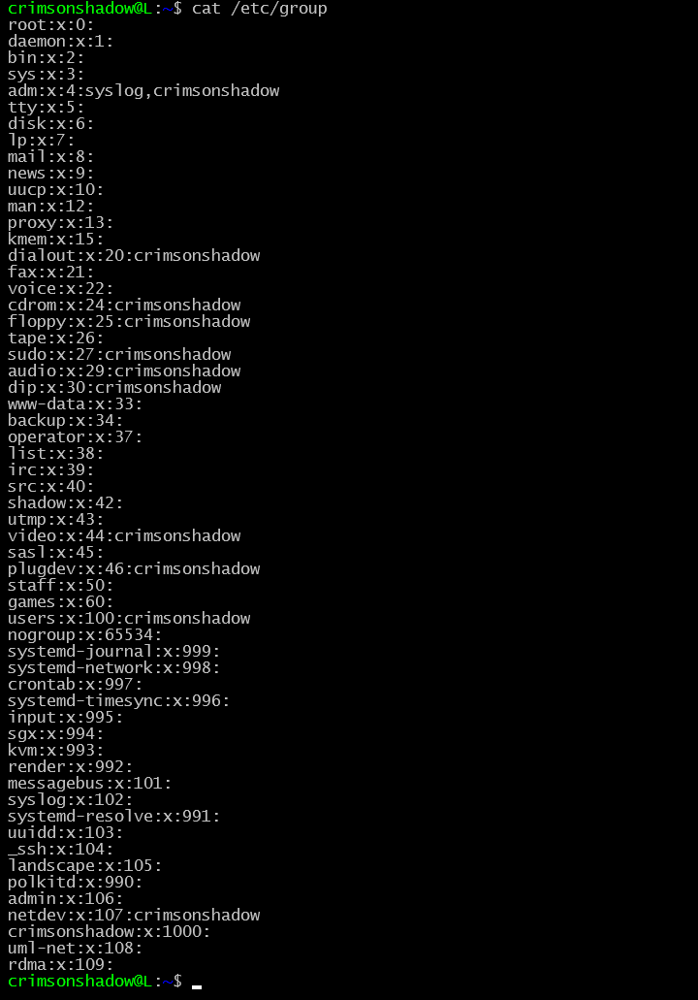 crimsonshadow@L:~$ cat /etc/group
root:x:0:
daemon:x:1:
bin:x:2:
sys:x:3:
adm:x:4:syslog,crimsonshadow
tty:x:5:
disk:x:6:
lp:x:7:
mail:x:8:
news:x:9:
uucp:x:10:
man:x:12:
proxy:x:13:
kmem:x:15:
dialout:x:20:crimsonshadow
fax:x:21:
voice:x:22:
cdrom:x:24:crimsonshadow
floppy:x:25:crimsonshadow
tape:x:26:
sudo:x:27:crimsonshadow
audio:x:29:crimsonshadow
dip:x:30:crimsonshadow
www-data:x:33:
backup:x:34:
operator:x:37:
list:x:38:
irc:x:39:
src:x:40:
shadow:x:42:
utmp:x:43:
video:x:44:crimsonshadow
sasl:x:45:
plugdev:x:46:crimsonshadow
staff:x:50:
games:x:60:
users:x:100:crimsonshadow
nogroup:x:65534:
systemd-journal:x:999:
systemd-network:x:998:
crontab:x:997:
systemd-timesync:x:996:
input:x:995:
sgx:x:994:
kvm:x:993:
render:x:992:
messagebus:x:101:
syslog:x:102:
systemd-resolve:x:991:
uuidd:x:103:
_ssh:x:104:
landscape:x:105:
polkitd:x:990:
admin:x:106:
netdev:x:107:crimsonshadow
crimsonshadow:x:1000:
uml-net:x:108:
rdma:x:109:
crimsonshadow@L:~$